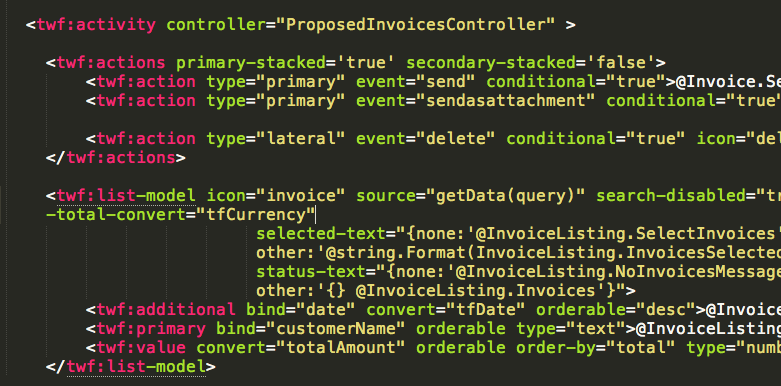 <twf:activity controller="ProposedInvoicesController" >
<twf:actions primary-stacked='true' secondary-stacked='false'>
<twf:action type="primary" event="send" conditional="true">@Invoice.Se
<twf:action type="primary" event="sendasattachment" conditional="true"
<twf:action type="lateral" event="delete" conditional="true" icon="del
</twf:actions>
<twf:list-model icon="invoice" source="getData(query)" search-disabled="tr
-total-convert="tfCurrency"
selected-text="{none:'@InvoiceListing.SelectInvoices'
other:'@string.Format(InvoiceListing.InvoicesSelected
status-text="{none:'@InvoiceListing.NoInvoicesMessage
other:'{} @InvoiceListing.Invoices'}">
<twf:additional bind="date" convert="tfDate" orderable="desc">@Invoice
<twf:primary bind="customerName" orderable type="text">@InvoiceListing
<twf:value convert="totalAmount" orderable order-by="total" type="numb
</twf:list-model>